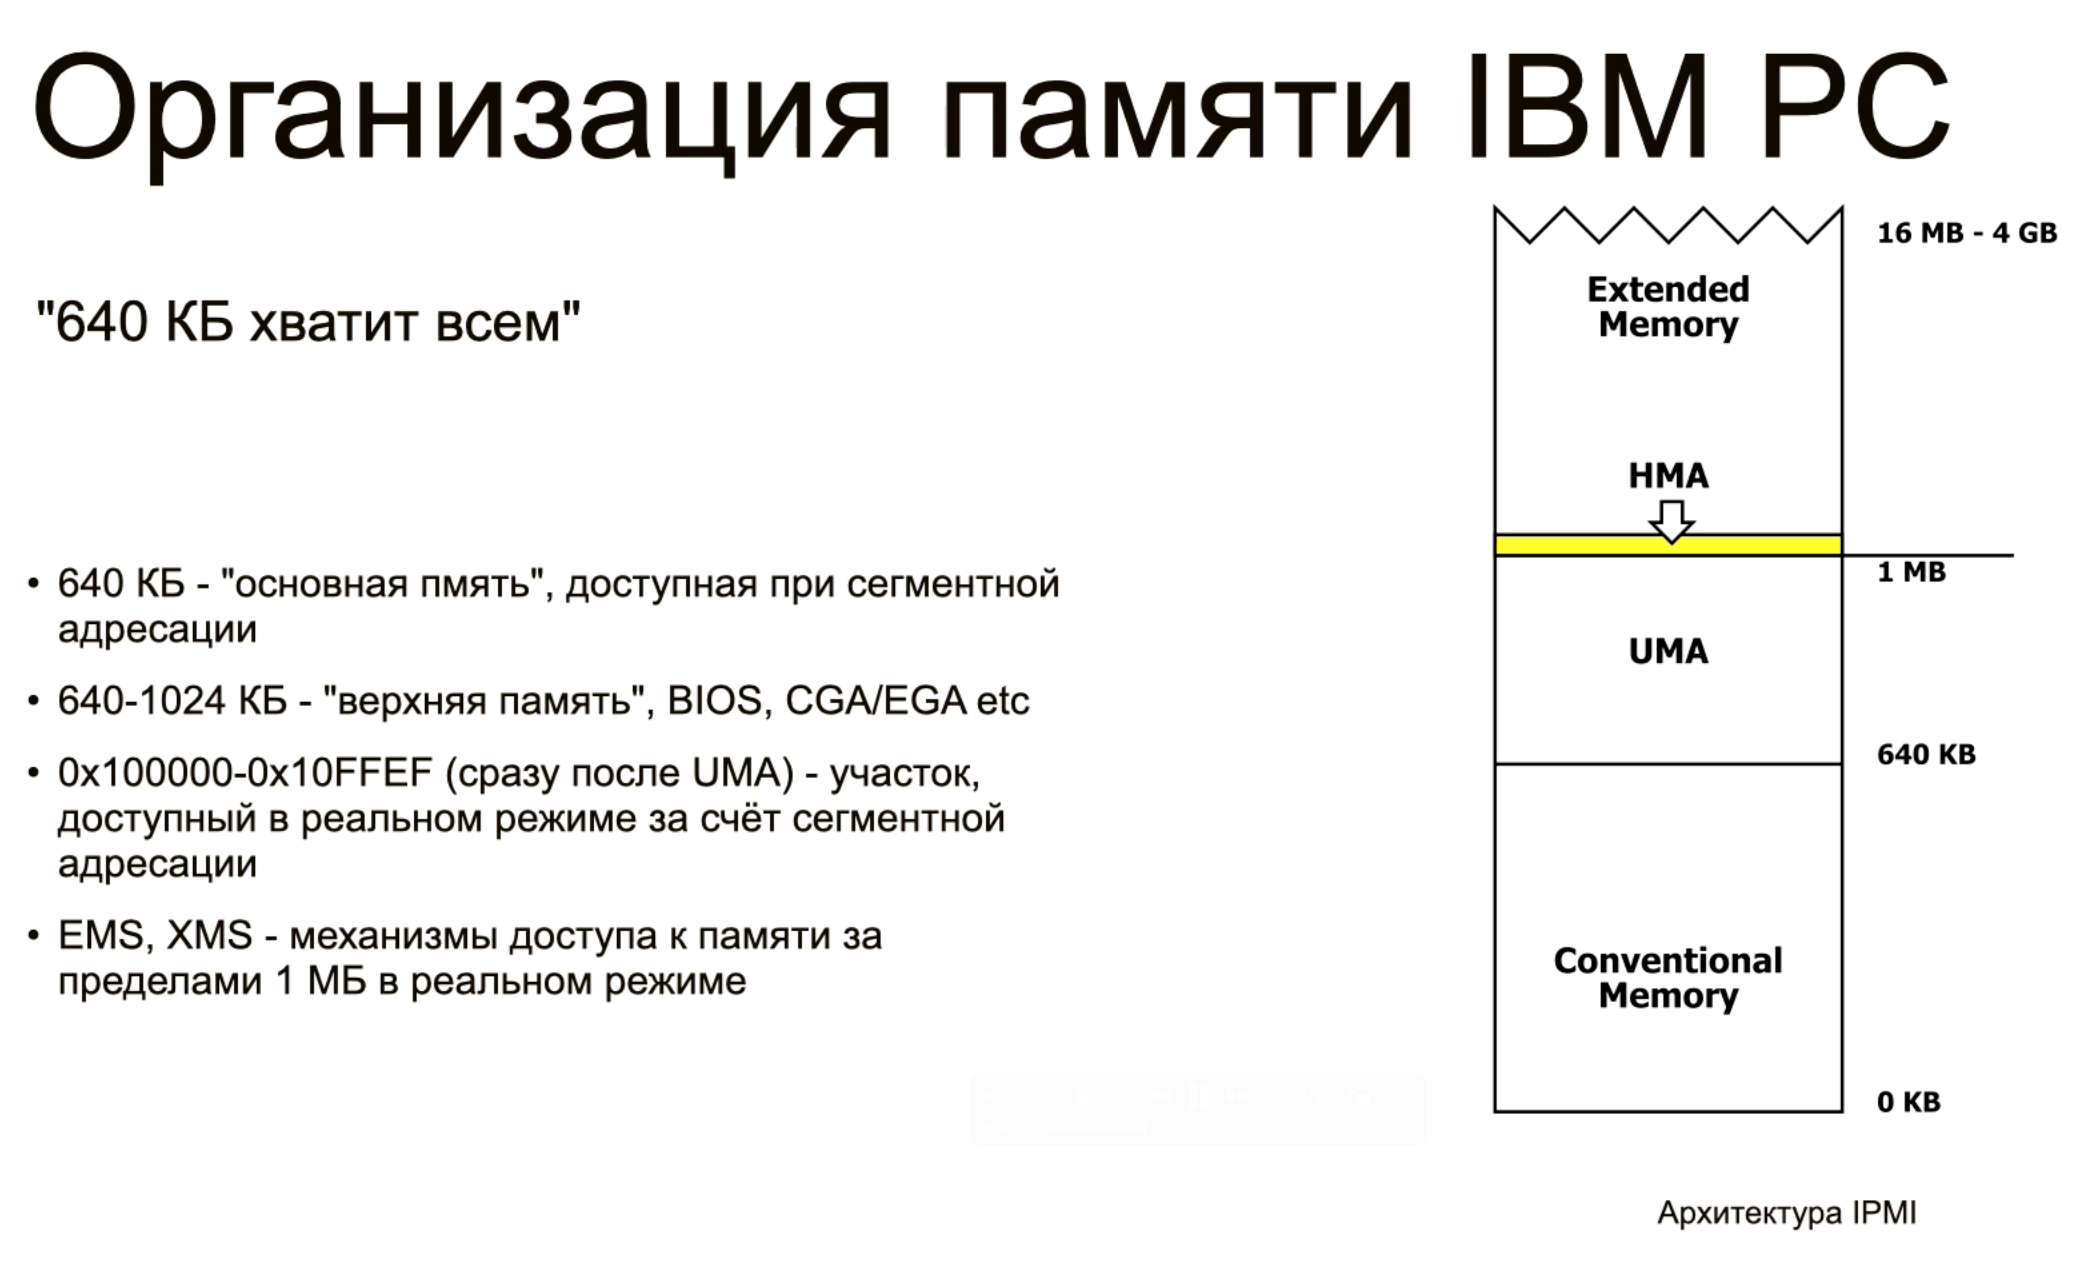 Организация памяти IBM PC
"640 КБ хватит всем"
• 640 КБ - "основная пмять", доступная при сегментной
адресации
• 640-1024 КБ - "верхняя память", BIOS, CGA/EGA etc
• 0x100000-0x10FFEF (сразу после UMA) - участок,
доступный в реальном режиме за счёт сегментной
адресации
• EMS, XMS - механизмы доступа к памяти за
пределами 1 МБ в реальном режиме
16 MB - 4 GB
Extended
Memory
HMA
1 MB
UMA
640 KB
Conventional
Memory
0 KB
Архитектура IPMI